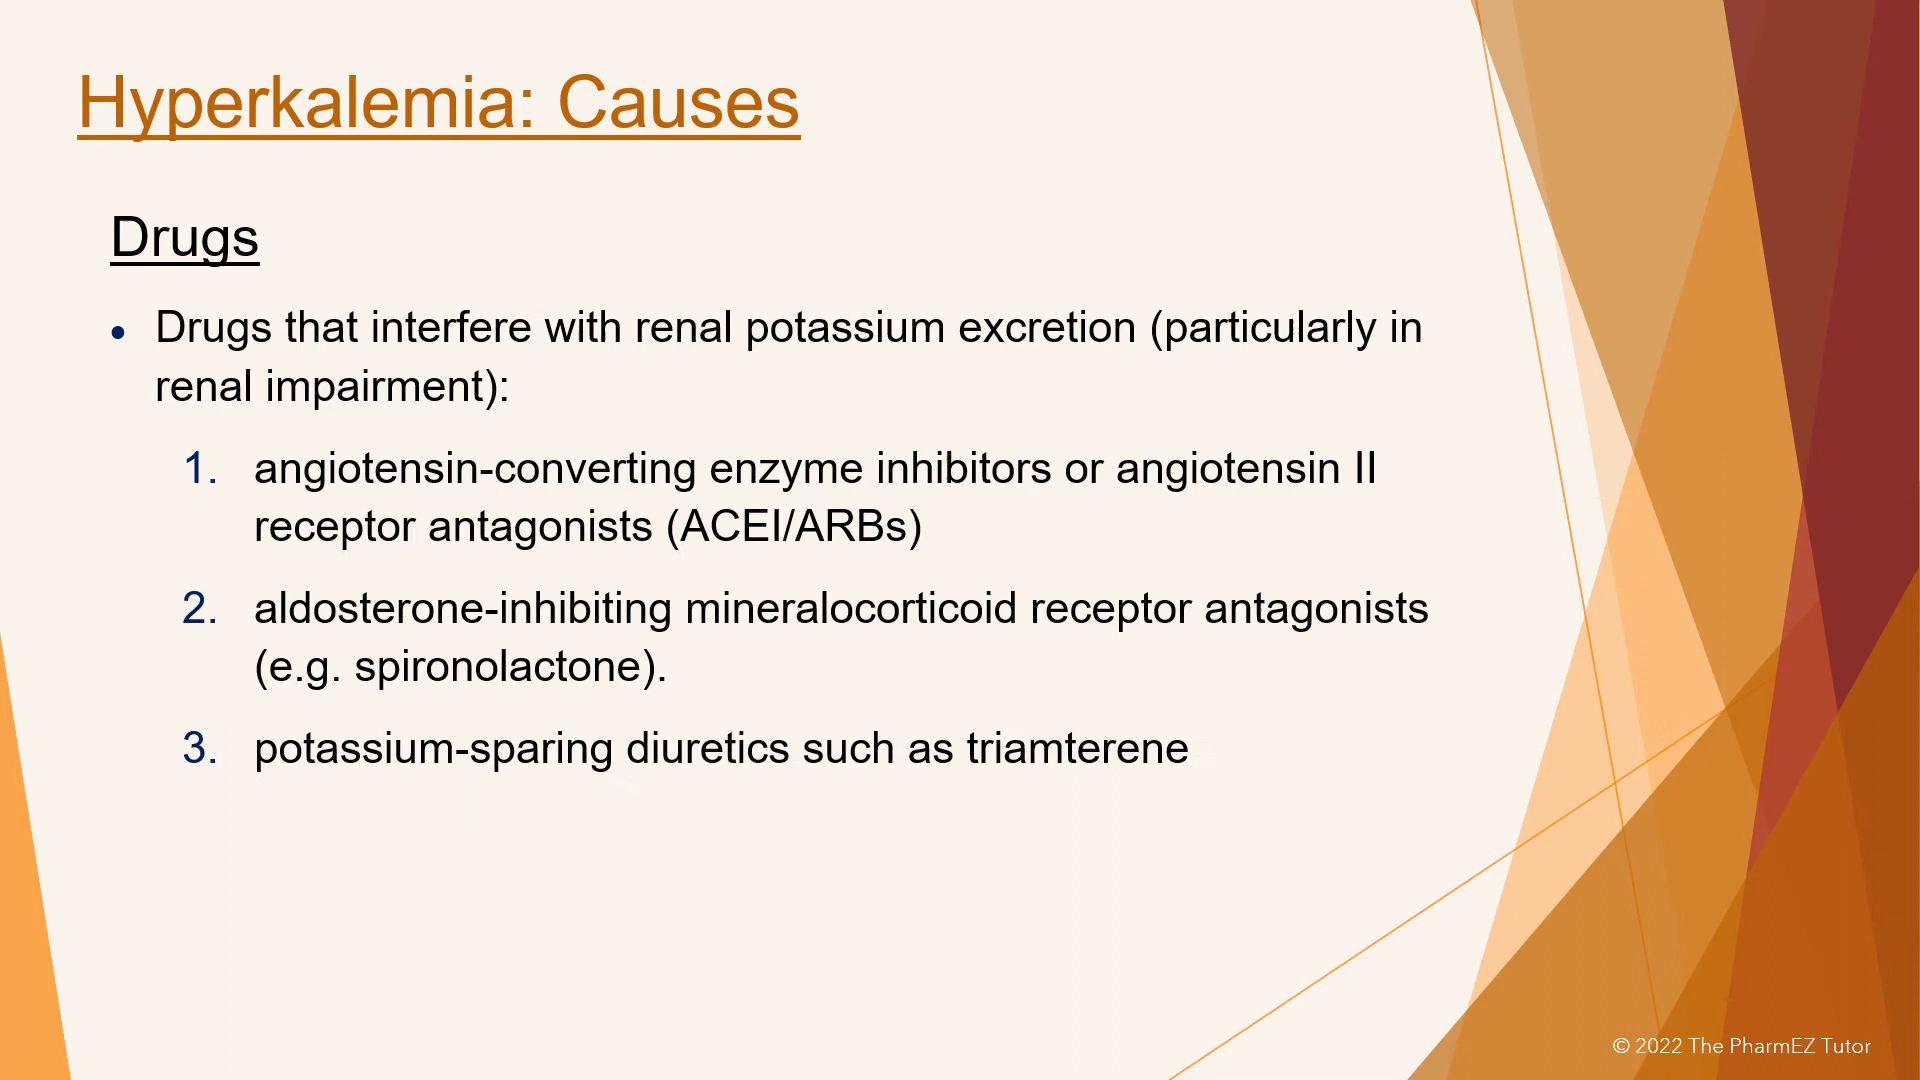 Hyperkalemia: Causes
Drugs
• Drugs that interfere with renal potassium excretion (particularly in
renal impairment):
1. angiotensin-converting enzyme inhibitors or angiotensin II
receptor antagonists (ACEI/ARBs)
2. aldosterone-inhibiting mineralocorticoid receptor antagonists
(e.g. spironolactone).
3. potassium-sparing diuretics such as triamterene
© 2022 The PharmEZ Tutor